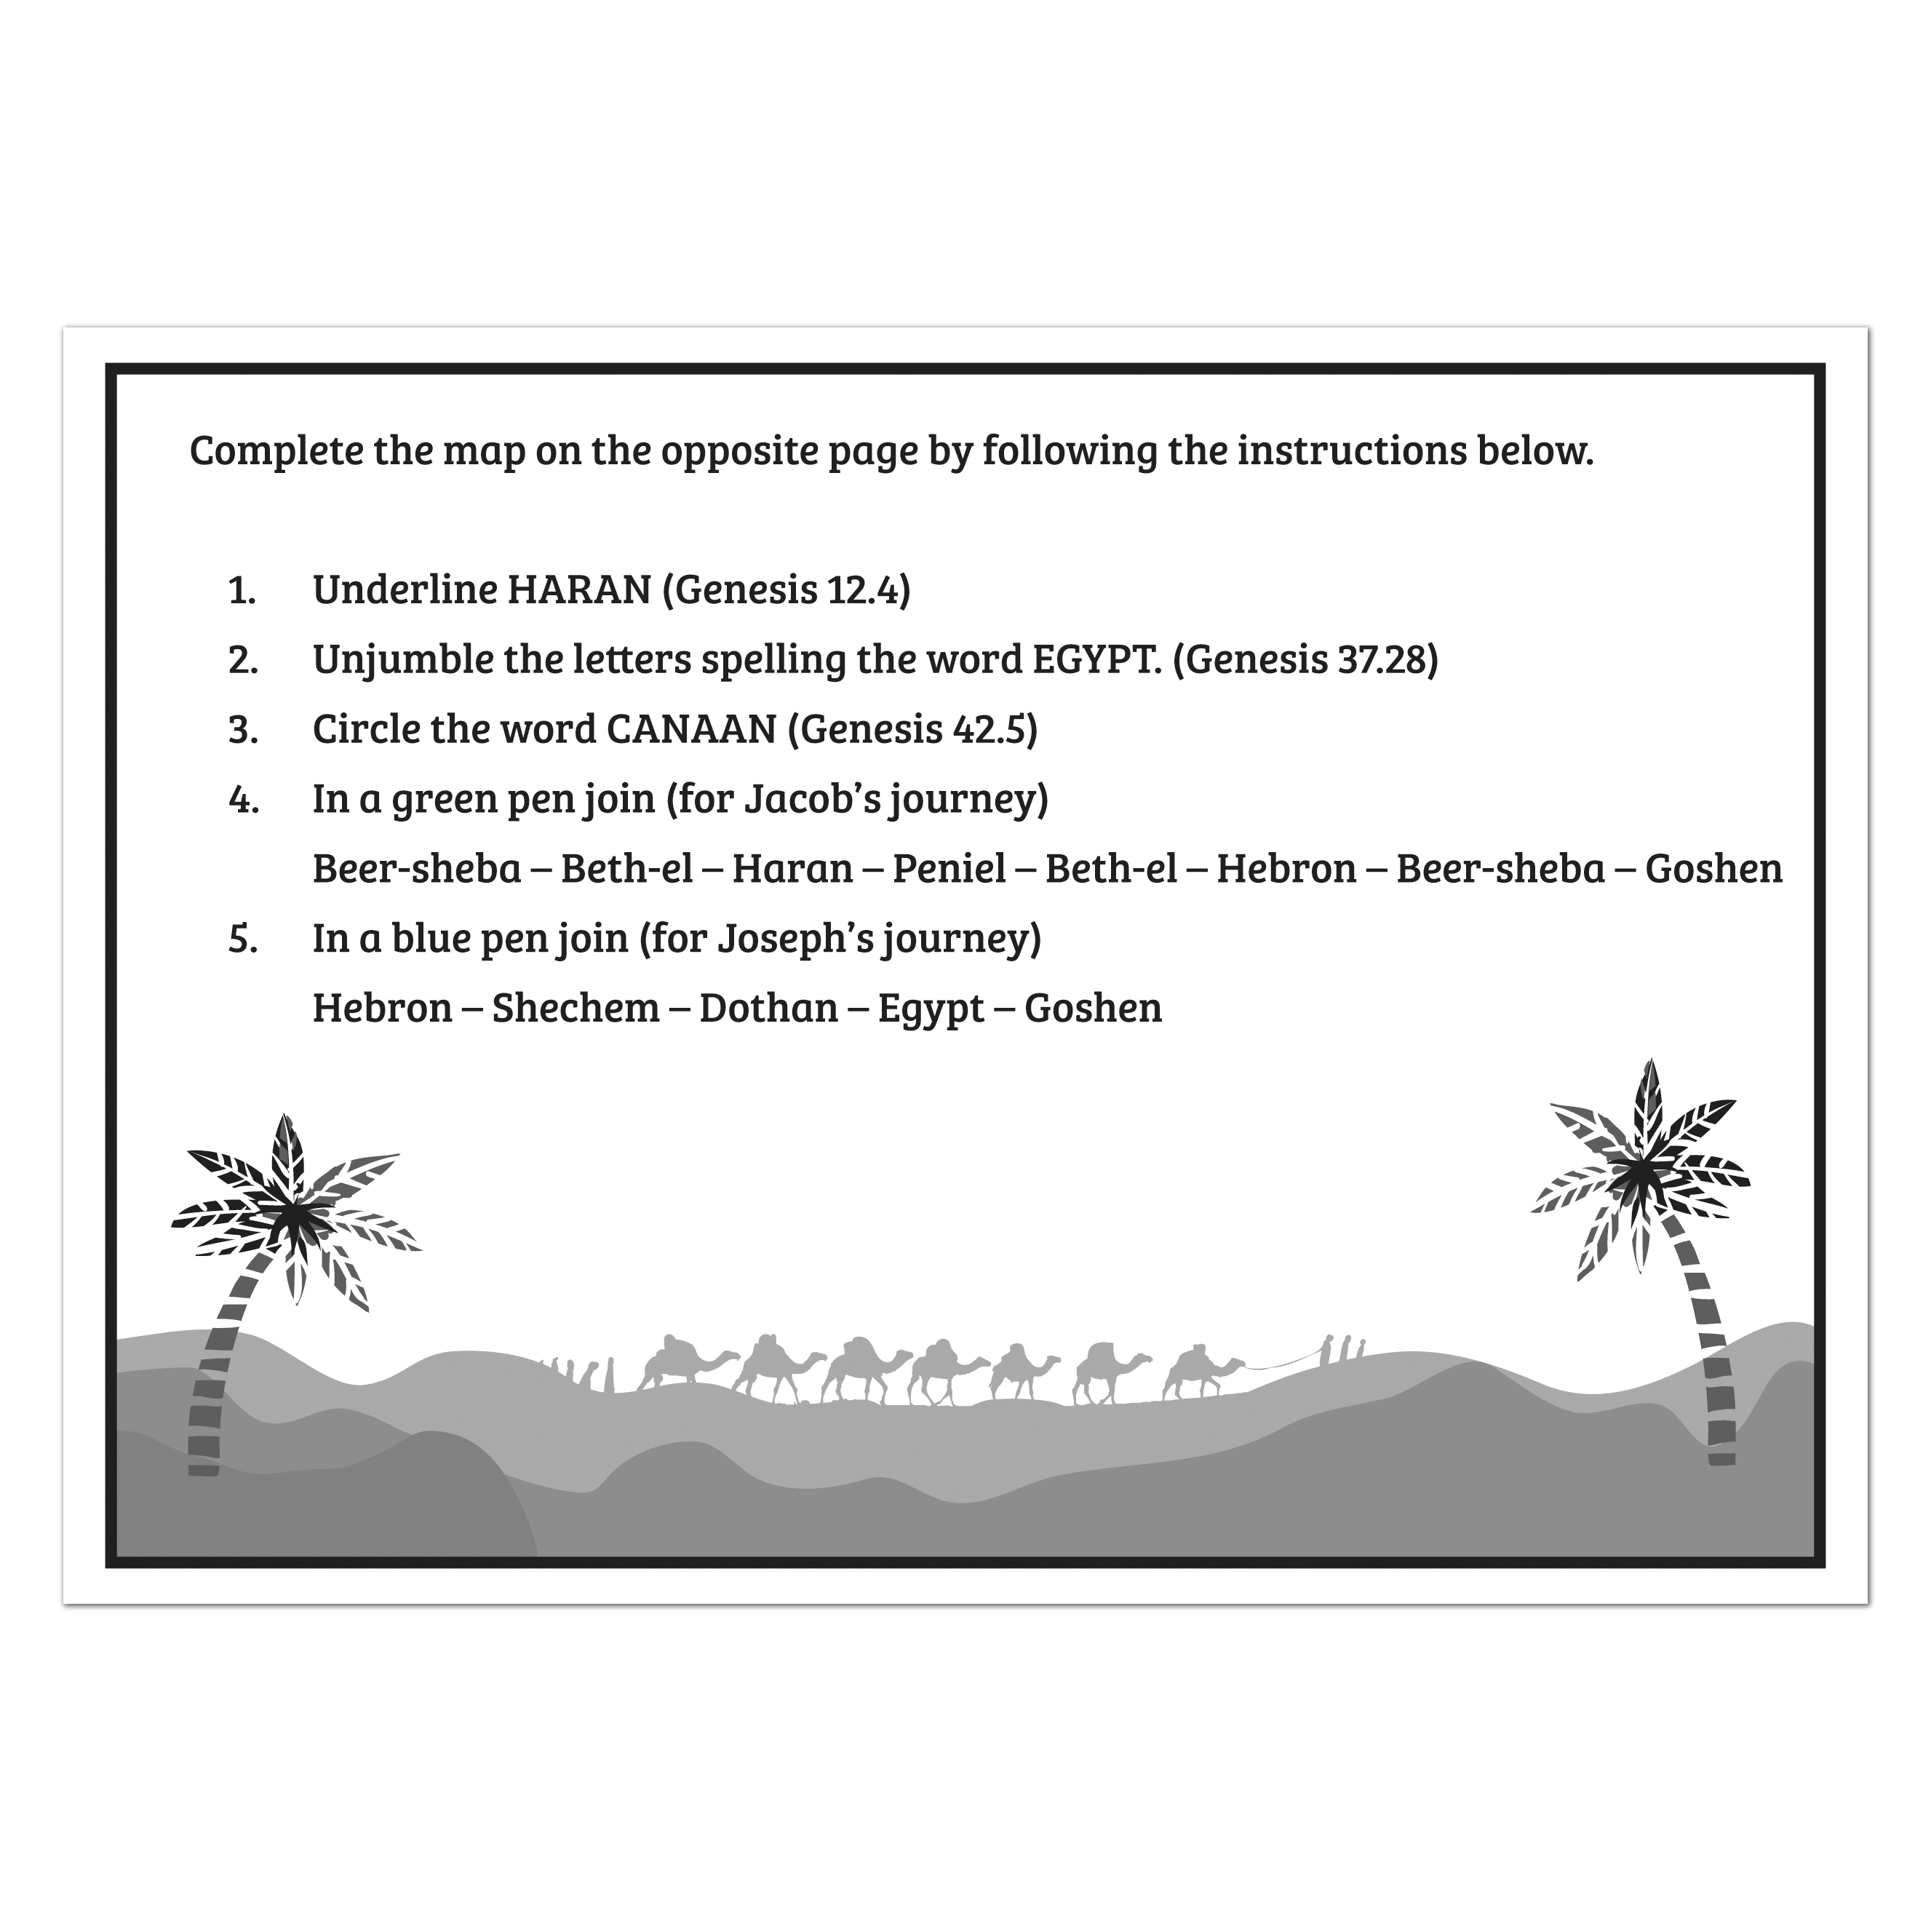 Complete the map on the opposite page by following the instructions below.
1. Underline HARAN (Genesis 12.4)
2. Unjumble the letters spelling the word EGYPT. (Genesis 37.28)
3. Circle the word CANAAN (Genesis 42.5)
4. In a green pen join (for Jacob’s journey)
Beer-sheba – Beth-el – Haran – Peniel – Beth-el – Hebron – Beer-sheba – Goshen
5. In a blue pen join (for Joseph’s journey)
Hebron – Shechem – Dothan – Egypt – Goshen